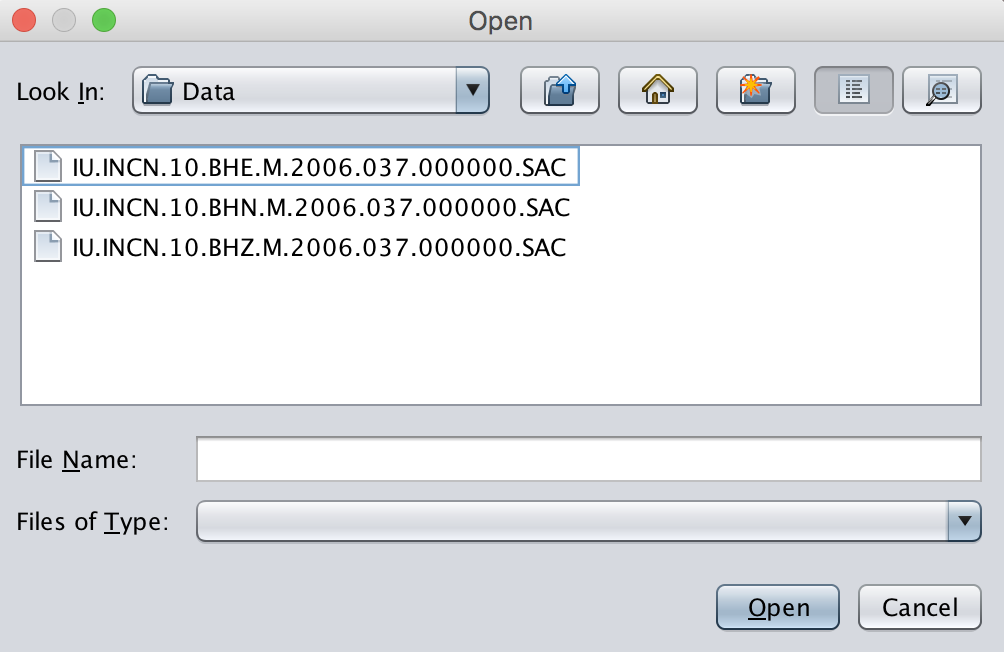 Open
Look In: Data
IU.INCN.10.BHE.M.2006.037.000000.SAC
IU.INCN.10.BHN.M.2006.037.000000.SAC
IU.INCN.10.BHZ.M.2006.037.000000.SAC
File Name:
Files of Type:
Open Cancel